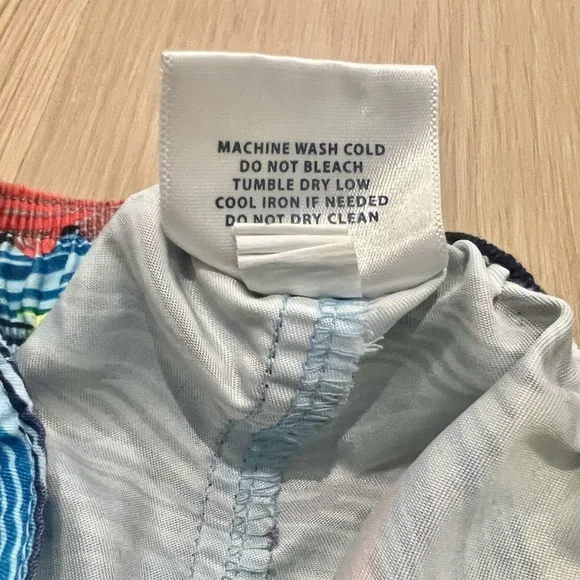 MACHINE WASH COLD
DO NOT BLEACH
TUMBLE DRY LOW
COOL IRON IF NEEDED
DO NOT DRY CLEAN